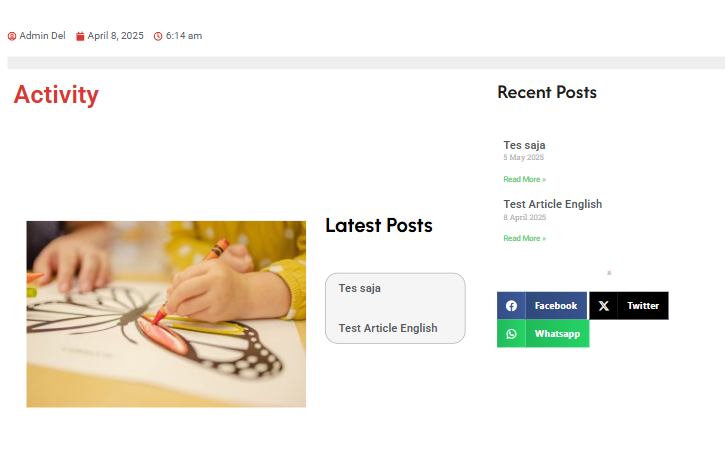 Admin Del April 8, 2025 6:14 am
Activity
Latest Posts
Tes saja
Test Article English
Recent Posts
Tes saja
5 May 2025
Read More »
Test Article English
8 April 2025
Read More »
Facebook
Twitter
Whatsapp